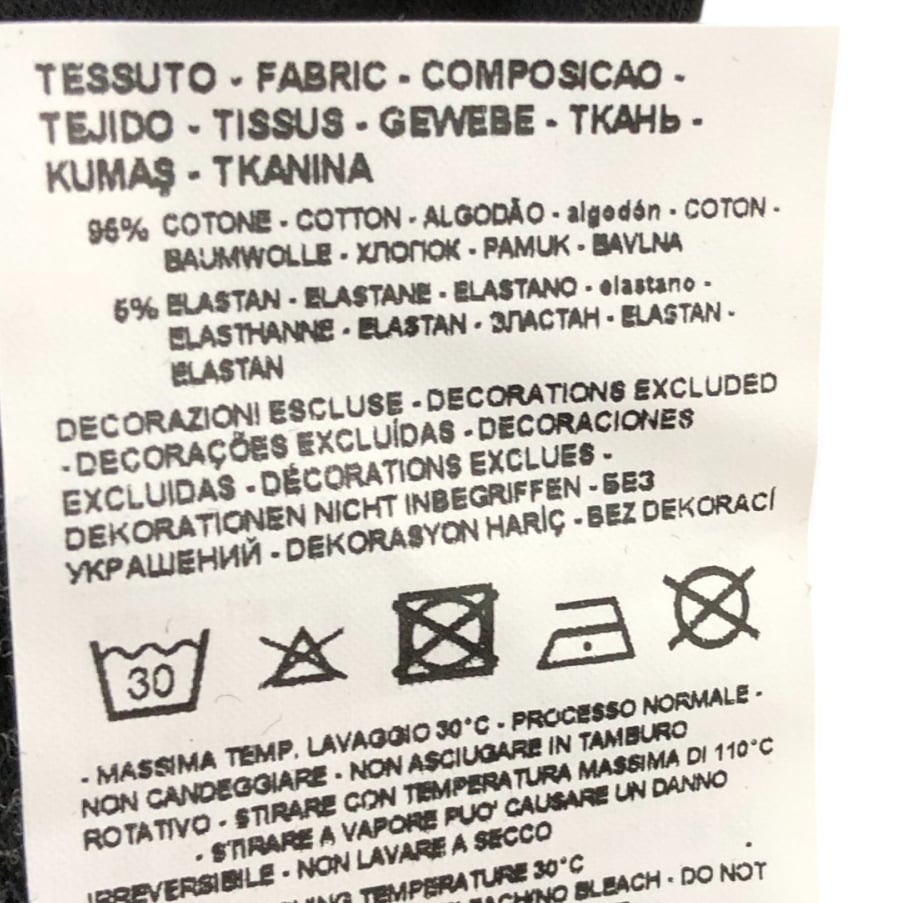 TESSUTO - FABRIC - COMPOSICAO -
TEJIDO - TISSUS - GEWEBE - ТКАНЬ -
KUMAŞ - TKANINA
95% COTONE - COTTON - ALGODÃO - algodón - COTON -
BAUMWOLLE - ХЛОПОК - PAMUK - BAVLNA
5% ELASTAN - ELASTANE - ELASTANO - elastano -
ELASTHANNE - ELASTAN - ЭЛАСТАН - ELASTAN -
ELASTAN
DECORAZIONI ESCLUSE - DECORATIONS EXCLUDED
- DECORAÇÕES EXCLUÍDAS - DECORACIONES
EXCLUIDAS - DÉCORATIONS EXCLUES -
DEKORATIONEN NICHT INBEGRIFFEN - БЕЗ
УКРАШЕНИЙ - DEKORASYON HARİÇ - BEZ DEKORACÍ
30
- MASSIMA TEMP. LAVAGGIO 30°C - PROCESSO NORMALE -
NON CANDEGGIARE - NON ASCIUGARE IN TAMBURO
ROTATIVO - STIRARE CON TEMPERATURA MASSIMA DI 110°C
- STIRARE A VAPORE PUO' CAUSARE UN DANNO
IRREVERSIBILE - NON LAVARE A SECCO
TEMPERATURE 30°C
BLEACH - DO NOT